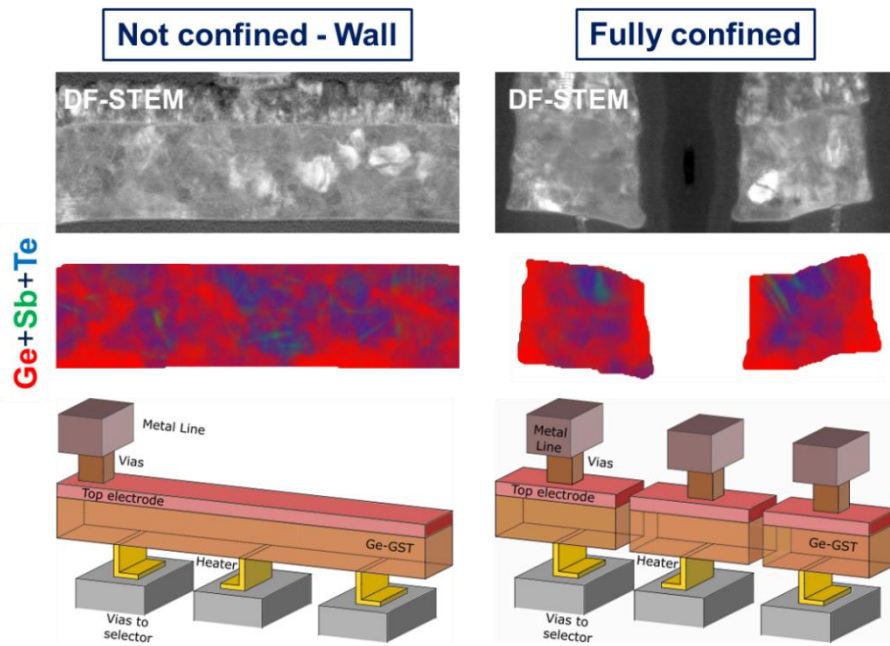 Not confined - Wall
Fully confined
DF-STEM
DF-STEM
Ge+Sb+Te
Metal Line
Vias
Top electrode
Ge-GST
Heater
Vias to
selector
Metal
Line
Vias
Top electrode
Ge-GST
Heater
Vias to
selector